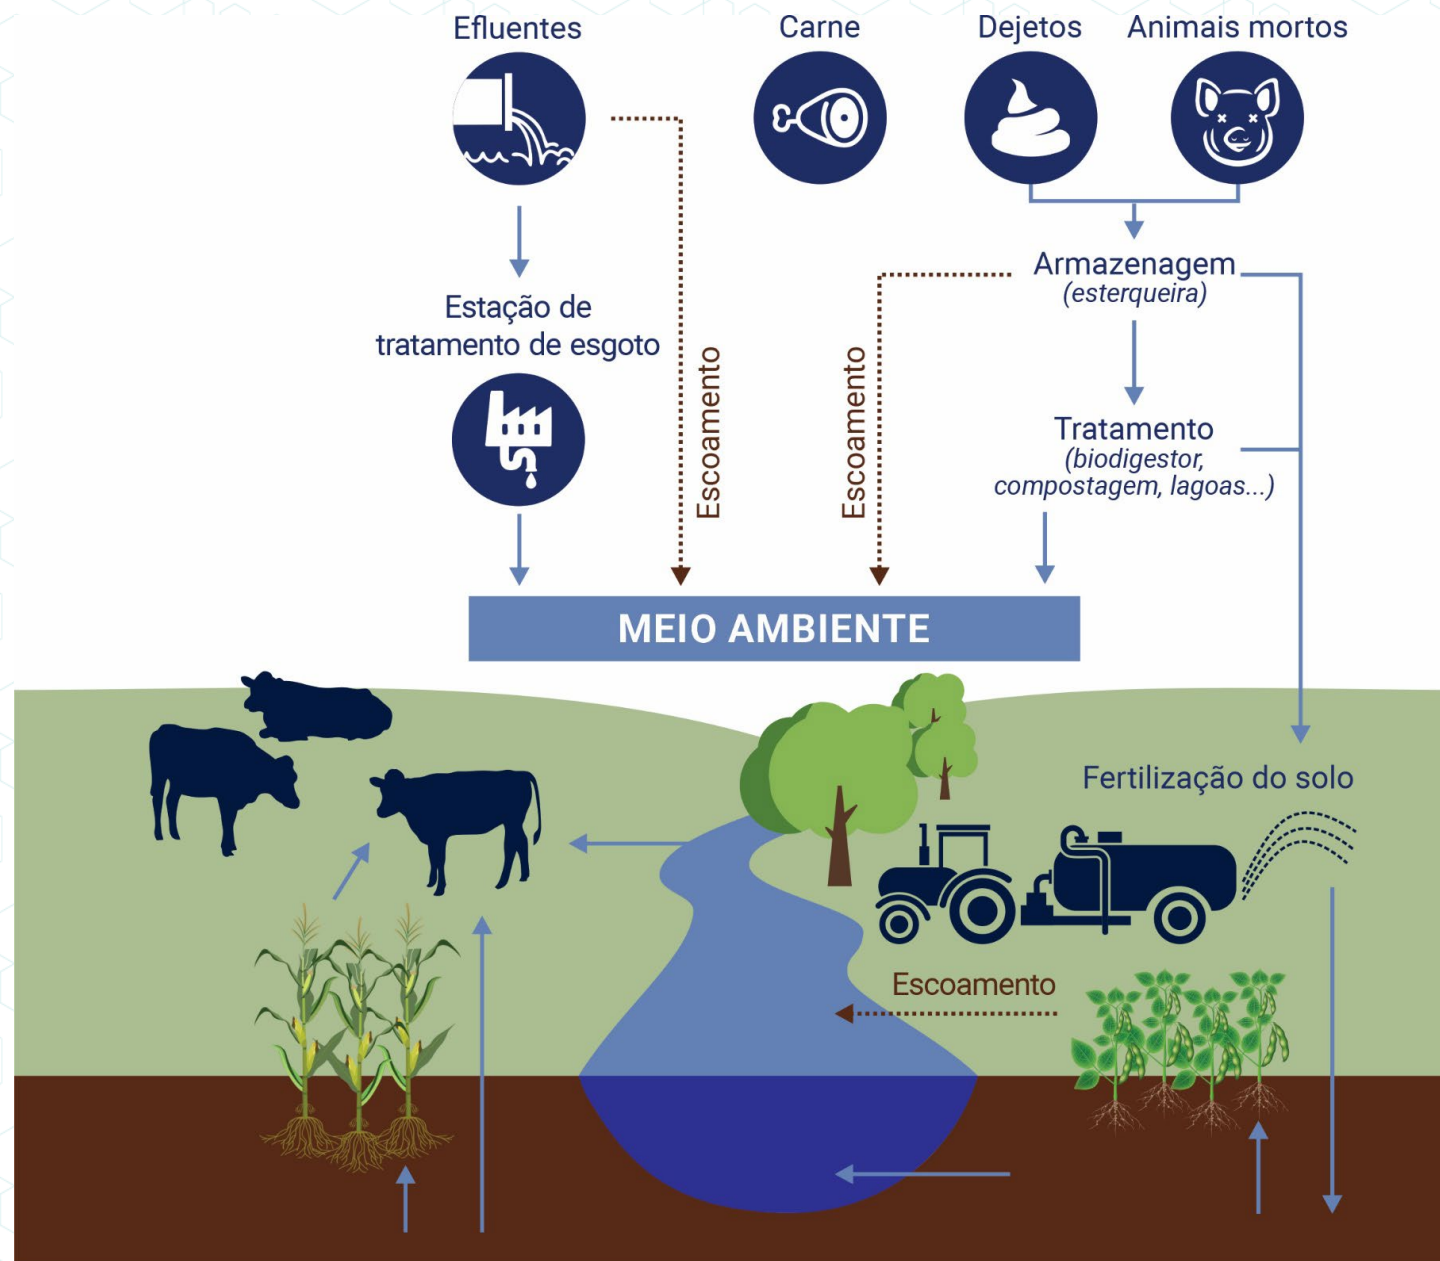 Efluentes
Carne
Dejetos
Animais mortos
Armazenagem
(esterqueira)
Estação de
tratamento de esgoto
Escoamento
Escoamento
Tratamento
(biodigestor,
compostagem, lagoas...)
MEIO AMBIENTE
Fertilização do solo
Escoamento